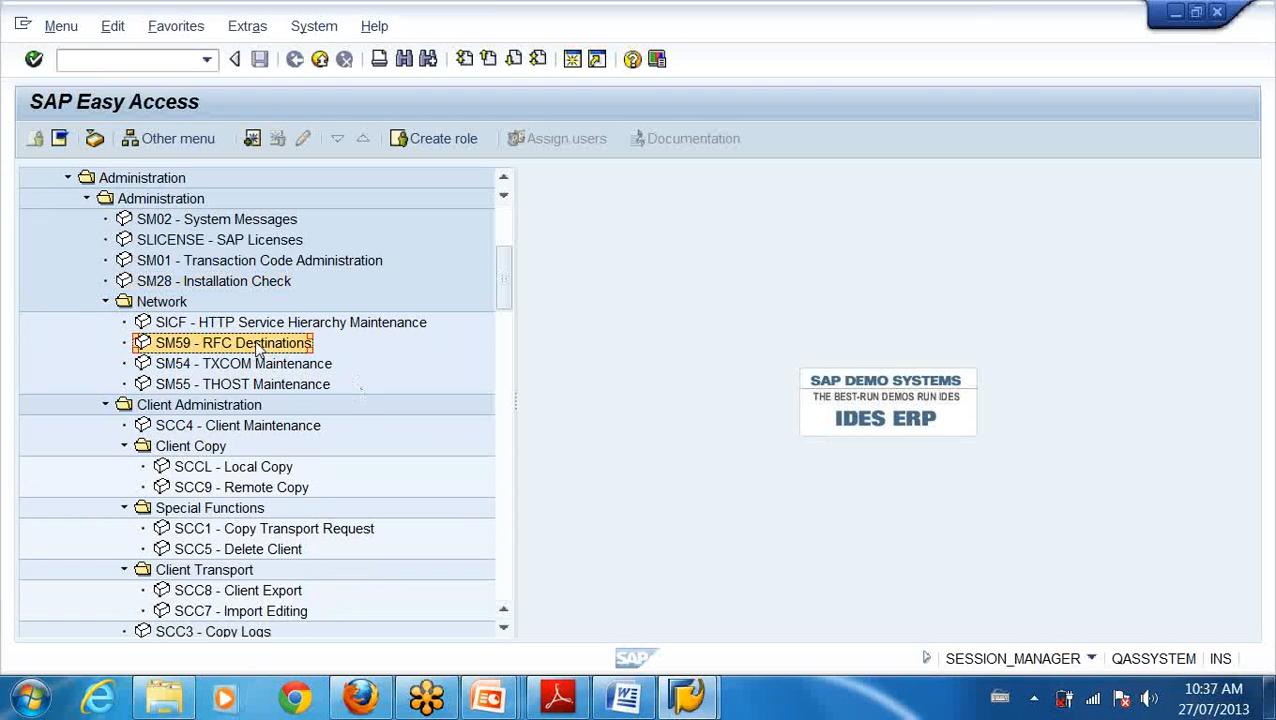 Menu Edit Favorites Extras System Help
SAP Easy Access
Other menu Create role Assign users Documentation
Administration
Administration
SM02 - System Messages
SLICENSE - SAP Licenses
SM01 - Transaction Code Administration
SM28 - Installation Check
Network
SICF - HTTP Service Hierarchy Maintenance
SM59 - RFC Destinations
SM54 - TXCOM Maintenance
SM55 - THOST Maintenance
Client Administration
SCC4 - Client Maintenance
Client Copy
SCCL - Local Copy
SCC9 - Remote Copy
Special Functions
SCC1 - Copy Transport Request
SCC5 - Delete Client
Client Transport
SCC8 - Client Export
SCC7 - Import Editing
SCC3 - Copy Logs
SAP DEMO SYSTEMS
THE BEST-RUN DEMOS RUN IDES
IDES ERP
SAP SESSION_MANAGER QASSYSTEM INS
10:37 AM
27/07/2013